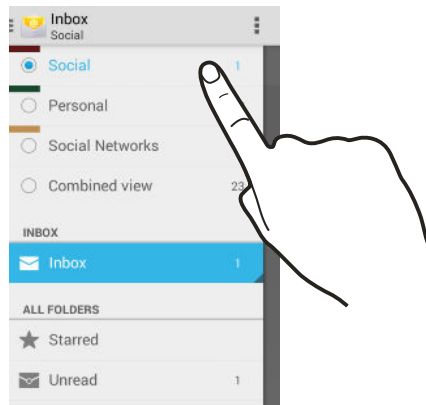 Inbox
Social
Social 1
Personal
Social Networks
Combined view 23
INBOX
Inbox 1
ALL FOLDERS
Starred
Unread 1